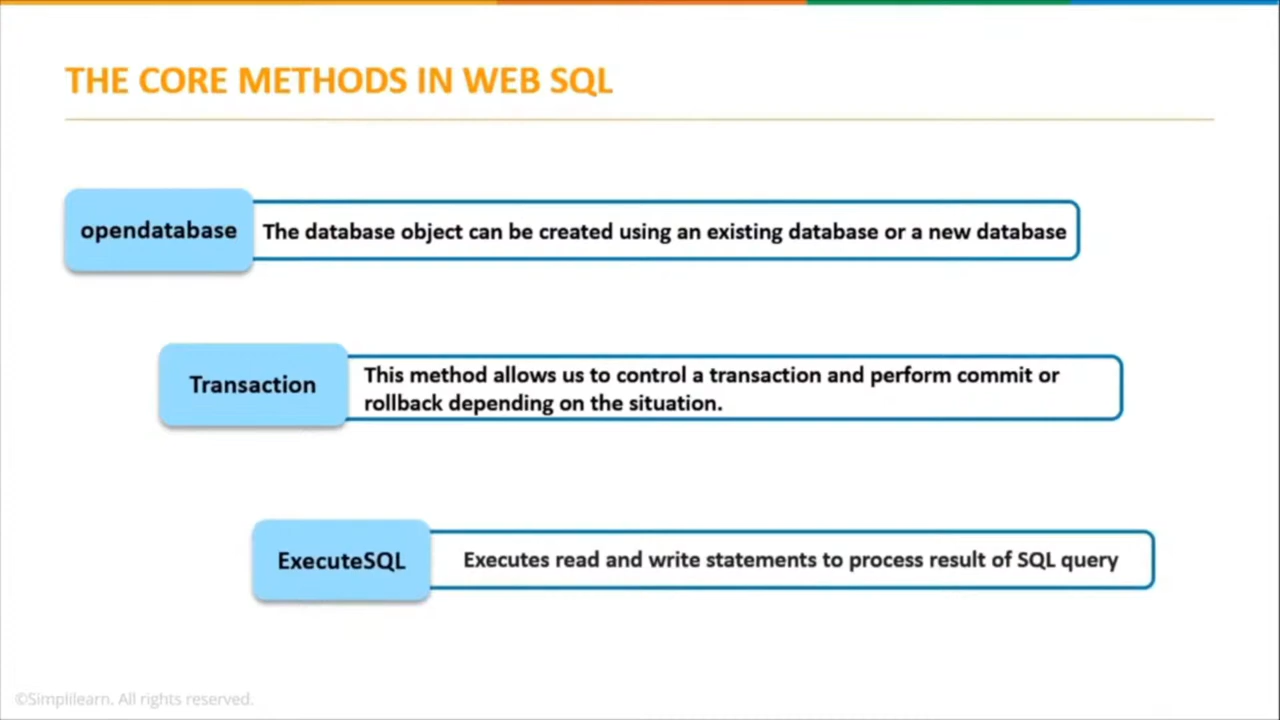 THE CORE METHODS IN WEB SQL
opendatabase
The database object can be created using an existing database or a new database
Transaction
This method allows us to control a transaction and perform commit or
rollback depending on the situation.
ExecuteSQL
Executes read and write statements to process result of SQL query
©Simplilearn. All rights reserved.